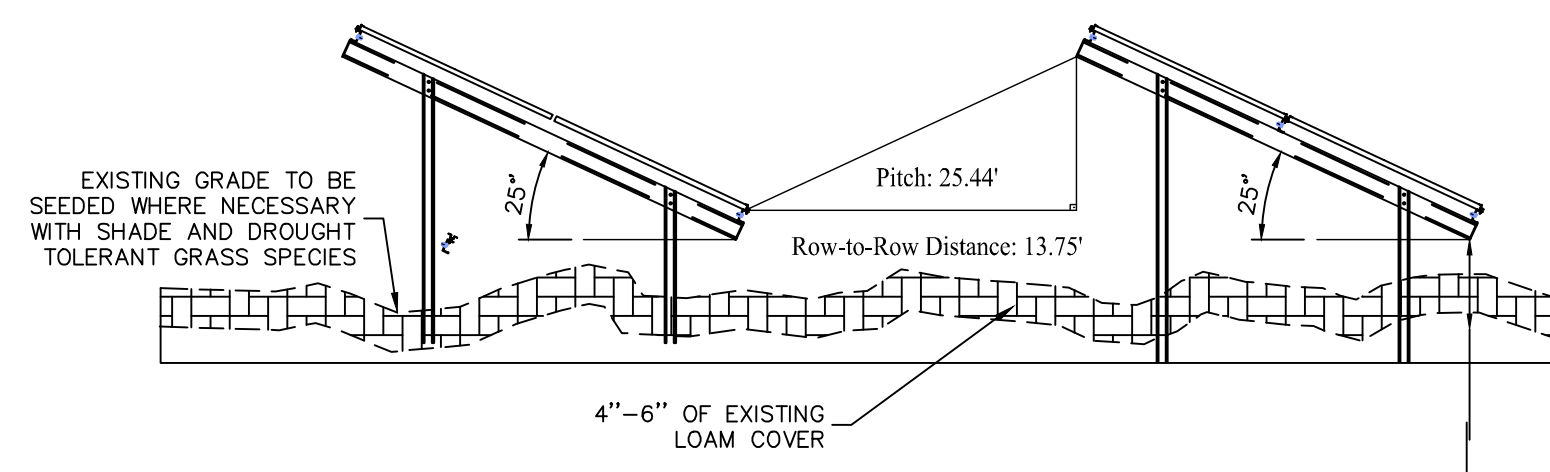 EXISTING GRADE TO BE
SEEDED WHERE NECESSARY
WITH SHADE AND DROUGHT
TOLERANT GRASS SPECIES
25°
Pitch: 25.44'
Row-to-Row Distance: 13.75'
25°
4"-6" OF EXISTING
LOAM COVER